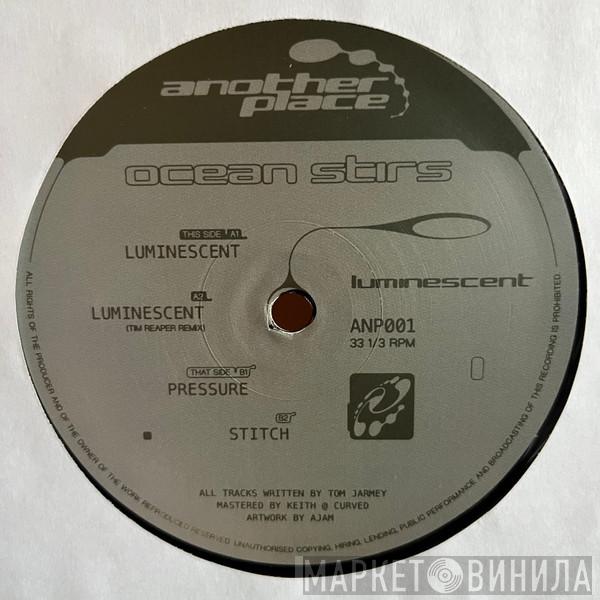 another
place
ocean stirs
THIS SIDE A1
LUMINESCENT
luminescent
A2
LUMINESCENT
(TIM REAPER REMIX)
ANP001
33 1/3 RPM
THAT SIDE B1
PRESSURE
B2
STITCH
ALL TRACKS WRITTEN BY TOM JARMEY
MASTERED BY KEITH @ CURVED
ARTWORK BY AJAM
ALL RIGHTS OF THE PRODUCER AND OF THE OWNER OF THE WORK REPRODUCED RESERVED. UNAUTHORISED COPYING, HIRING, LENDING, PUBLIC PERFORMANCE AND BROADCASTING OF THIS RECORDING IS PROHIBITED.
МАРКЕТ ВИНИЛА